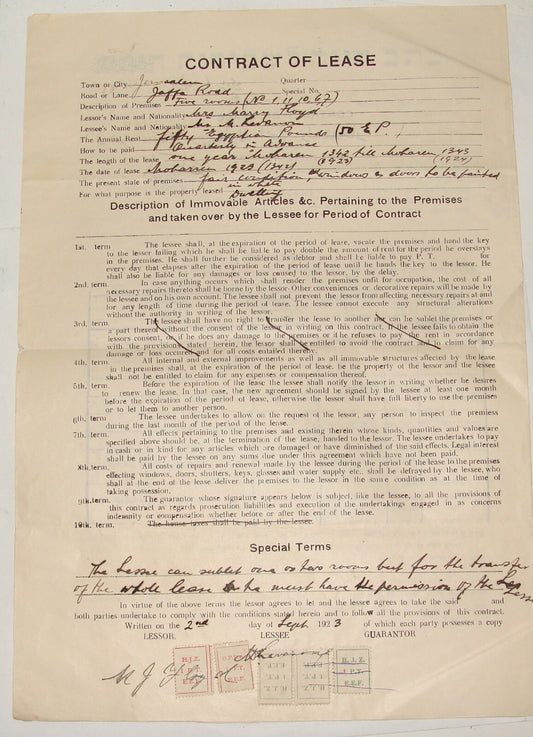 CONTRACT OF LEASE
Town or City Jerusalem Quarter
Road or Lane Jaffa Road Special No.
Description of Premises Five rooms (No 1.11.10.6.7)
Lessor's Name and Nationality Mrs Mary Floyd
Lessee's Name and Nationality Mr M.
The Annual Rent fifty Egyptian Pounds (50 £P.)
How to be paid Quarterly in Advance
The length of the lease one year Moharem 1342 till Moharem 1343
(1923) (1924)
The date of lease Moharrem 1923 (1342)
The present state of premises fair condition, windows & doors to be painted
in whole
For what purpose is the property leased Dwelling
Description of Immovable Articles &c. Pertaining to the Premises
and taken over by the Lessee for Period of Contract
1st. term The lessee shall, at the expiration of the period of lease, vacate the premises and hand the key
to the lessor failing which he shall be liable to pay double the amount of rent for the period he overstays
in the premises. He shall further be considered as debtor and shall be liable to pay P. T. for
every day that elapses after the expiration of the period of lease until he hands the key to the lessor. He
shall also be liable for any damages or loss caused to the lessor, by the delay.
2nd. term In case anything occurs which shall render the premises unfit for occupation, the cost of all
necessary repairs thereto shall be borne by the lessor. Other conveniences or decorative repairs will be made by
the lessee and on his own account. The lessee shall not prevent the lessor from affecting necessary repairs at and
for any length of time during the period of lease. The lessee cannot execute any structural alterations
without the authority in writing of the lessor.
3rd. term The lessee shall have no right to transfer the lease to another nor can he sublet the premises or
a part thereof without the consent of the lessor in writing on this contract. If the lessee fails to obtain the
lessors consent, or if he does any damage to the premises or if he refuses to pay the rent in accordance
with the provisions stated herein, the lessor shall be entitled to avoid the contract and claim for any
damage or loss occured and for all costs entailed thereby.
4th. term All internal and external improvements as well as all immovable structures affected by the lease
in the premises shall, at the expiration of the period of lease, be the property of the lessor and the lessee
shall not be entitled to claim for any expenses or compensation thereof.
5th. term Before the expiration of the lease the lessee shall notify the lessor in writing whether he desires
to renew the lease. In that case, the new agreement should be signed by the lessee at least one month
before the expiration of the period of lease, otherwise the lessor shall have full liberty to use the premises
or to let them to another person.
6th. term The lessee undertakes to allow on the request of the lessor, any person to inspect the premises
during the last month of the period of the lease.
7th. term All effects pertaining to the premises and existing therein whose kinds, quantities and values are
specified above should be, at the termination of the lease, handed to the lessor. The lessee undertakes to pay
in cash or in kind for any articles which are damaged or have diminished of the said effects. Legal interest
shall be paid by the lessee on any sums due under this agreement which have not been paid.
8th. term All costs of repairs and renewal made by the lessee during the period of the lease to the premises
effecting windows, doors, shutters, keys, glasses and water supply etc.. shall be defrayed by the lessee, who
shall at the end of the lease deliver the premises to the lessor in the same condition as at the time of
taking possession.
9th. term The guarantor whose signature appears below is subject, like the lessee, to all the provisions of
this contract as regards prosecution liabilities and execution of the undertakings engaged in as concerns
indemnity or compensation whether before or after the end of the lease.
10th. term The house taxes shall be paid by the lessee.
Special Terms
The Lessee can sublet one or two rooms but for the transfer
of the whole lease he must have the permission of the
In virtue of the above terms the lessor agrees to let and the lessee agrees to take the said and
both parties undertake to comply with the conditions stated herein and to follow all the provisions of this contract.
Written on the 2nd day of Sept. 1923 of which each party possesses a copy
LESSOR. LESSEE GUARANTOR
M J Floyd
H.J.Z. 1 P.T. E.E.F.
H.J.Z. 1 P.T. E.E.F.